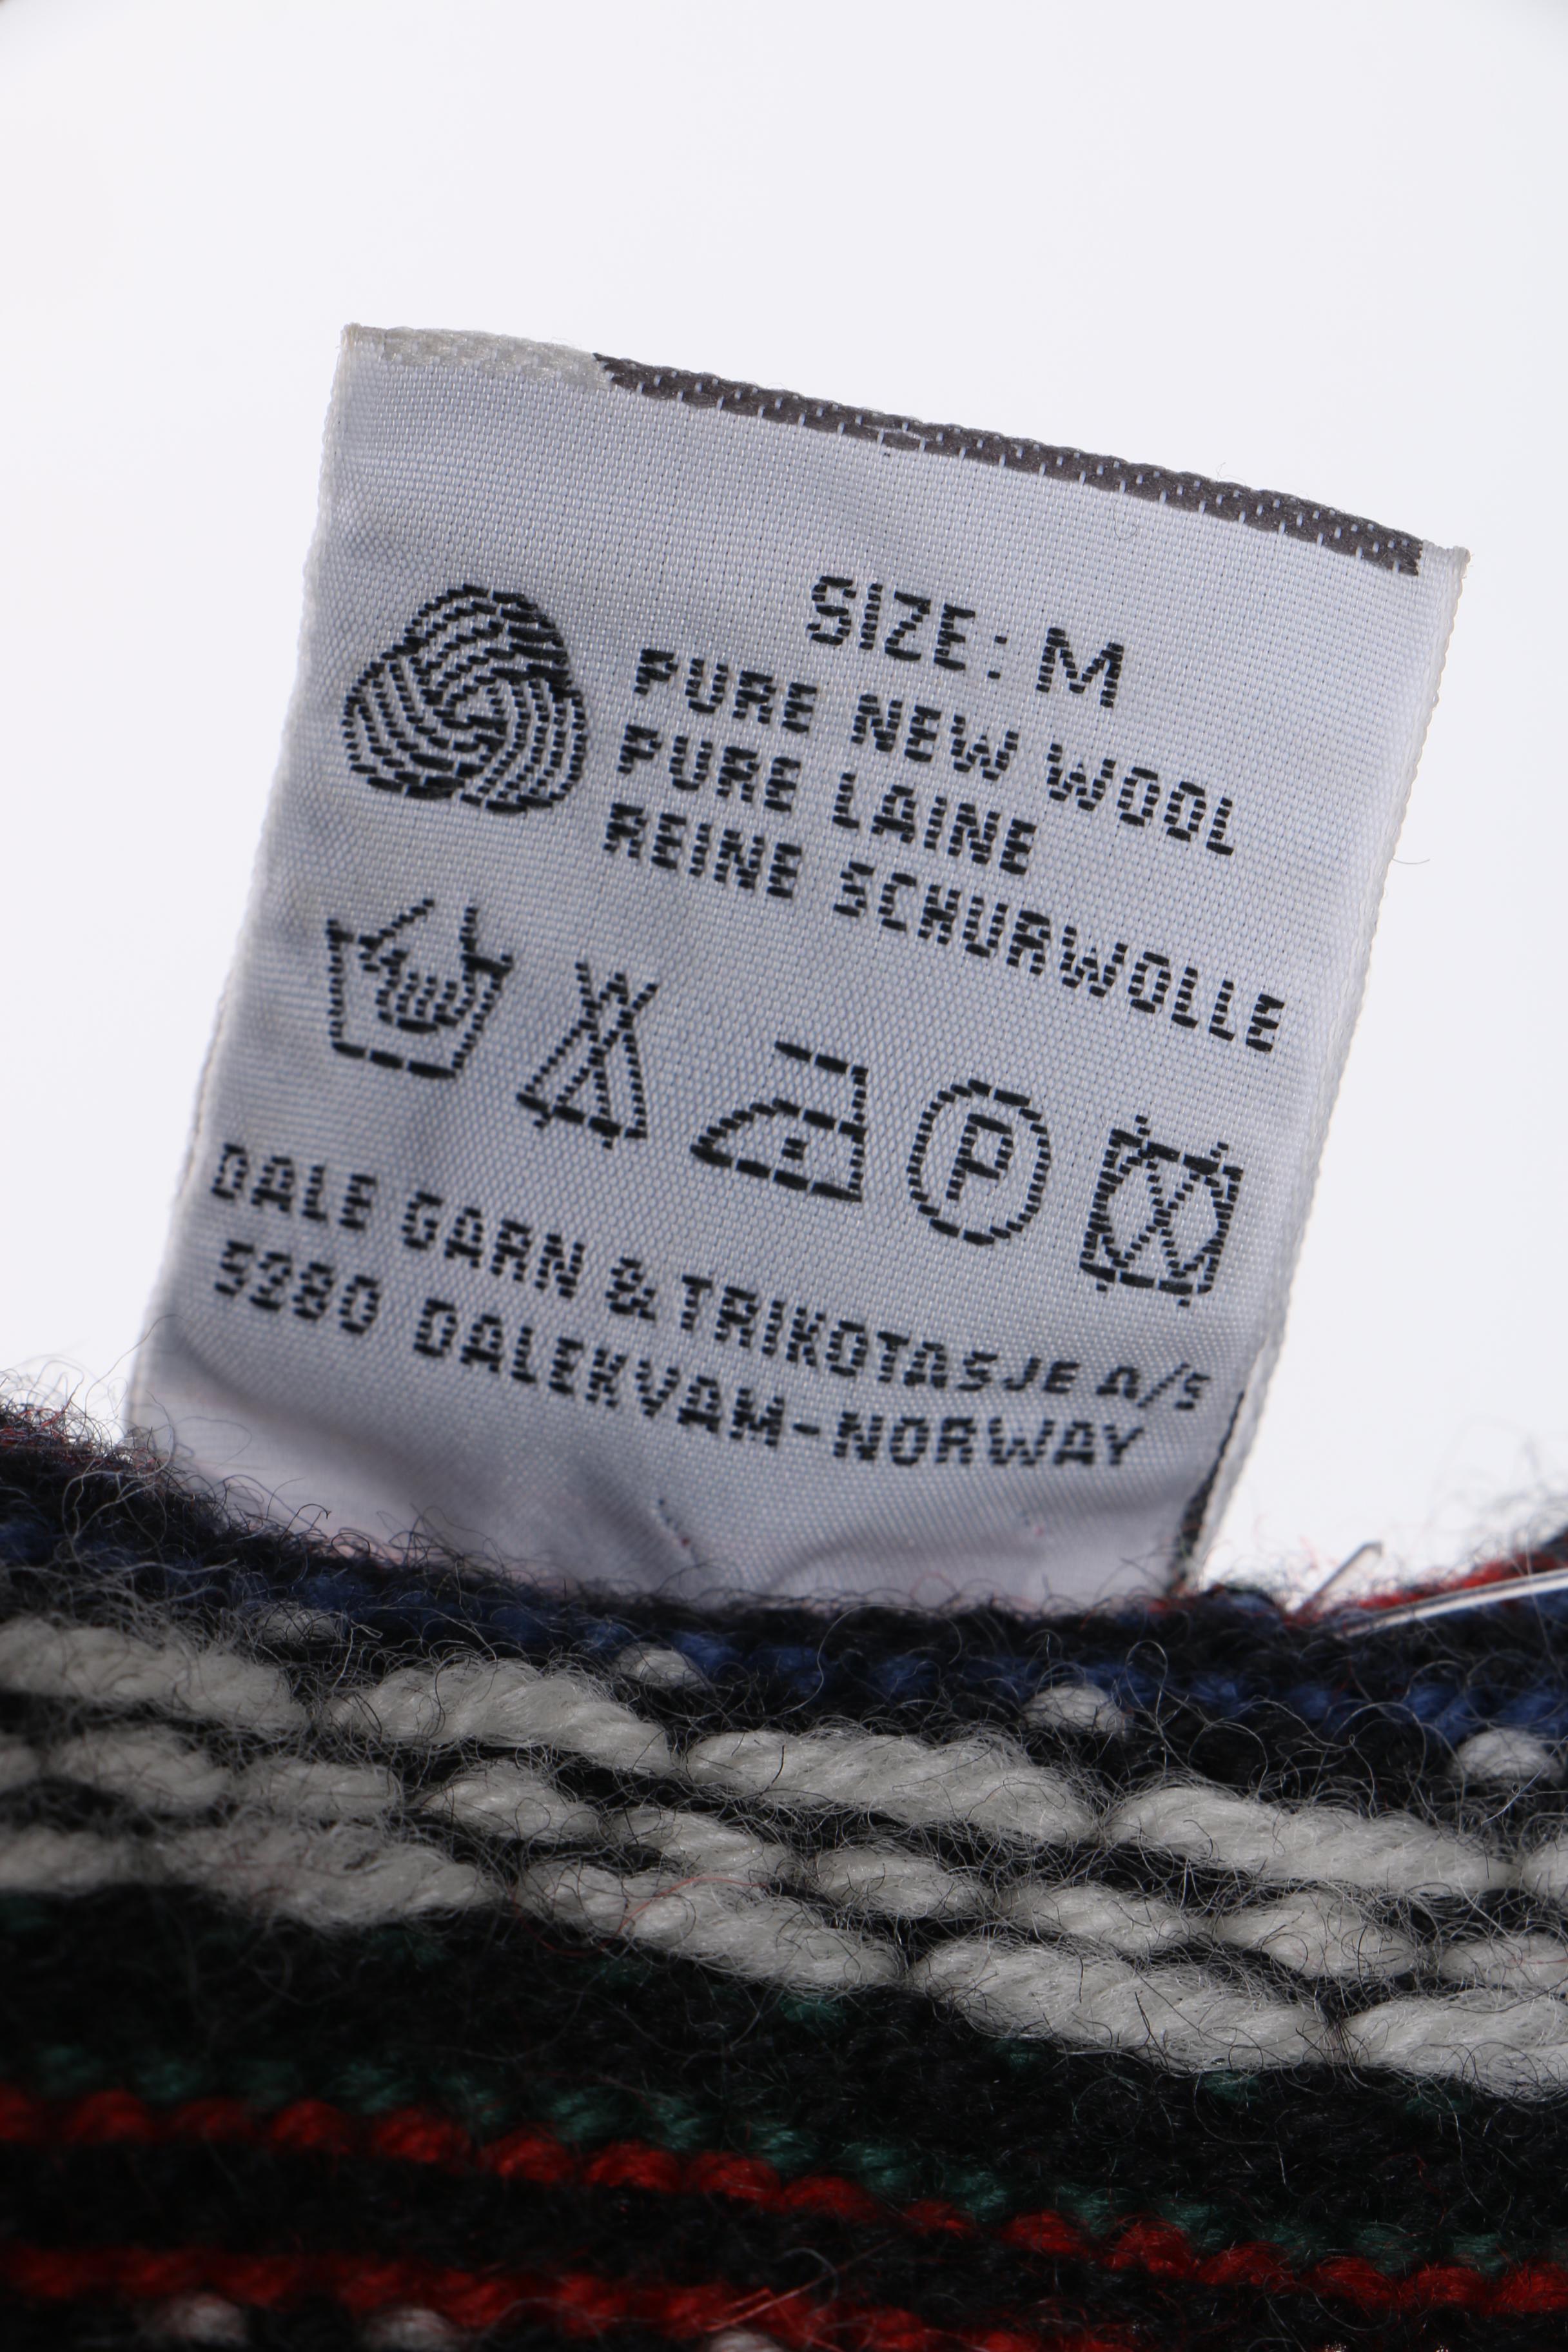 SIZE: M
PURE NEW WOOL
PURE LAINE
REINE SCHURWOLLE
P
DALE GARN & TRIKOTASJE A/S
5280 DALEKVAM-NORWAY